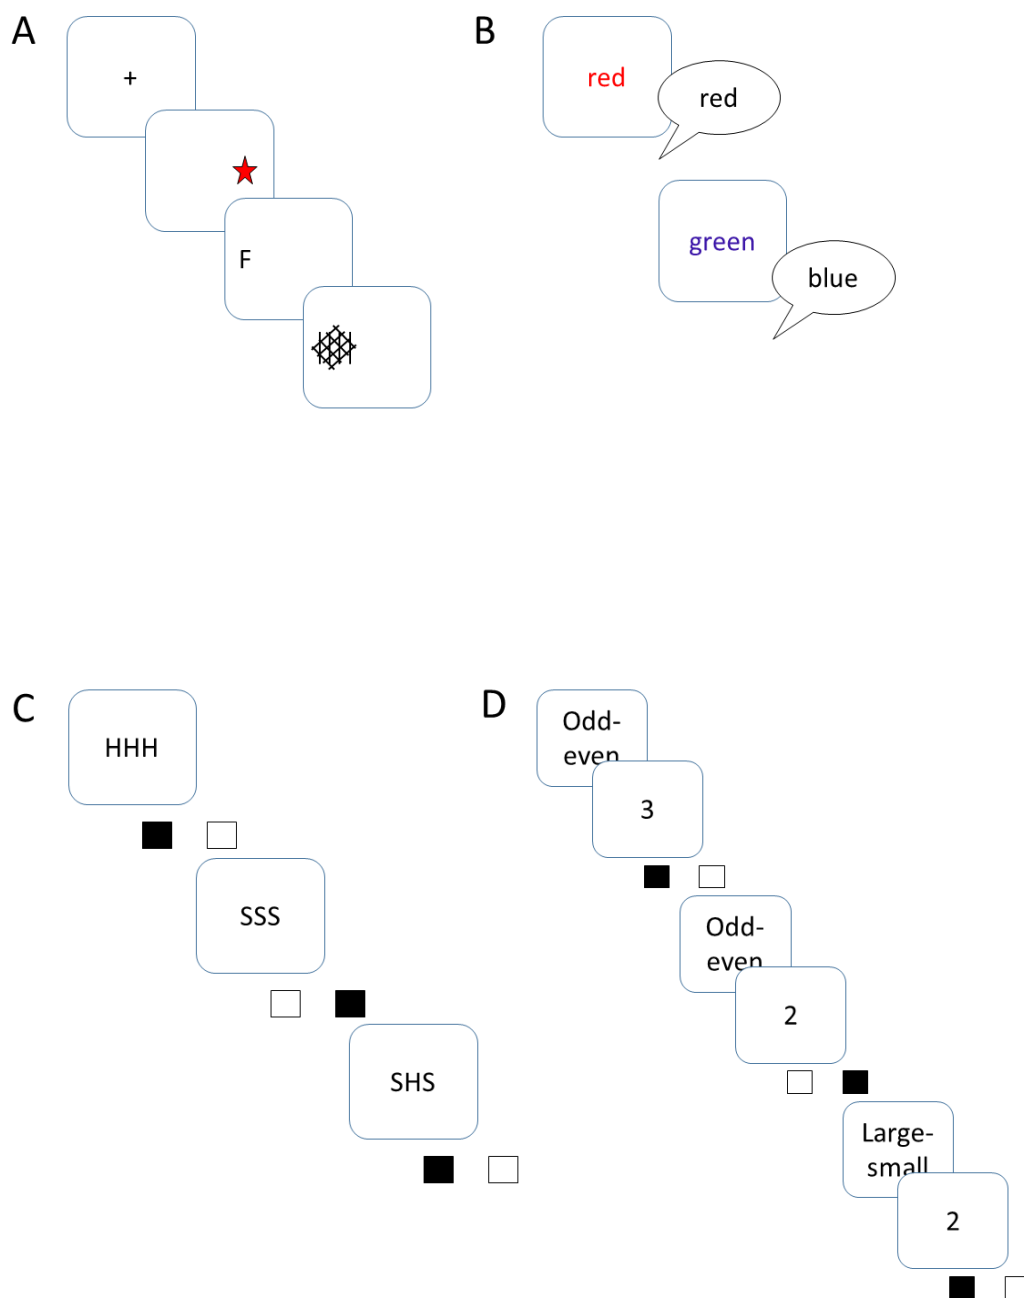 A
+
F
B
red
red
green
blue
C
HHH
SSS
SHS
D
Odd-
even
3
Odd-
even
2
Large-
small
2